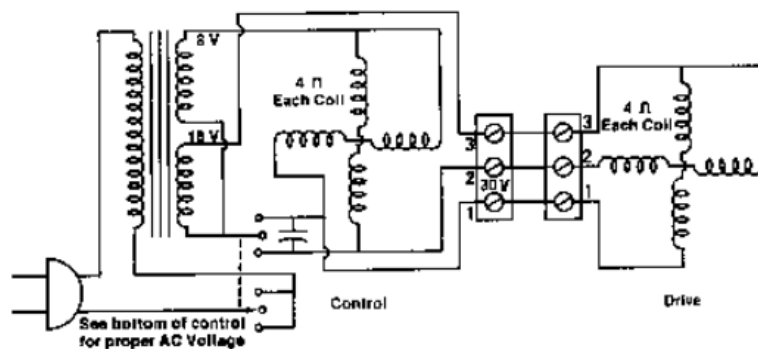 8 V
18 V
4 Ω
Each Coil
3
2
30 V
1
3
2
1
4 Ω
Each Coil
Control
Drive
See bottom of control
for proper AC Voltage